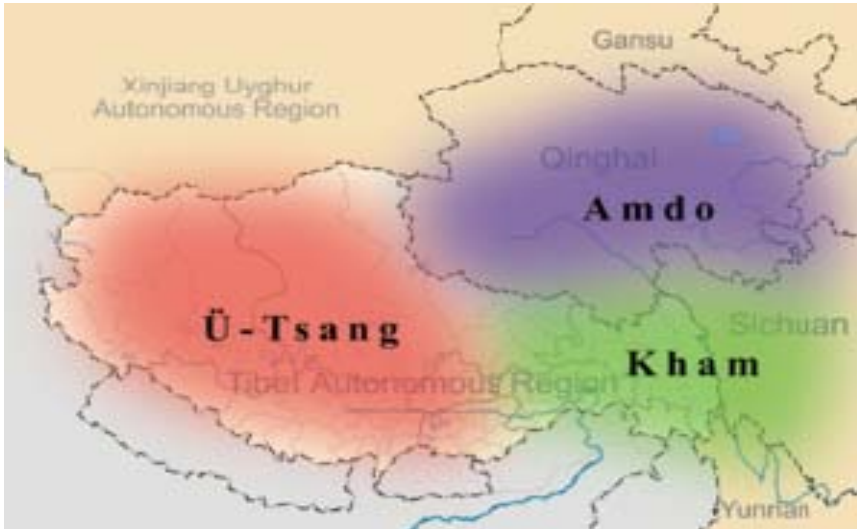 Gansu
Xinjiang Uyghur
Autonomous Region
Qinghai
Amdo
Ü-Tsang
Sichuan
Kham
Tibet Autonomous Region
Yunnan